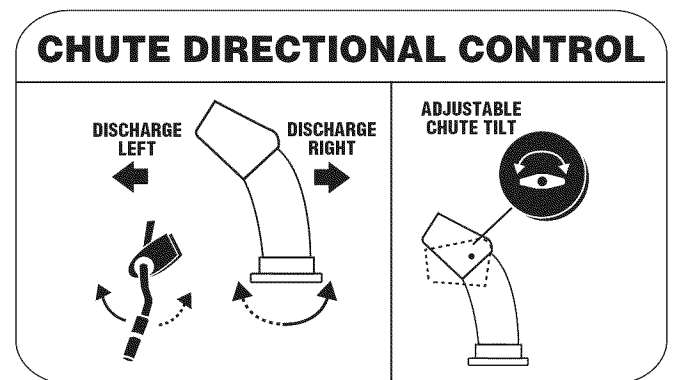 CHUTE DIRECTIONAL CONTROL
DISCHARGE
LEFT
DISCHARGE
RIGHT
ADJUSTABLE
CHUTE TILT